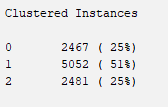 Clustered Instances
0 2467 ( 25%)
1 5052 ( 51%)
2 2481 ( 25%)